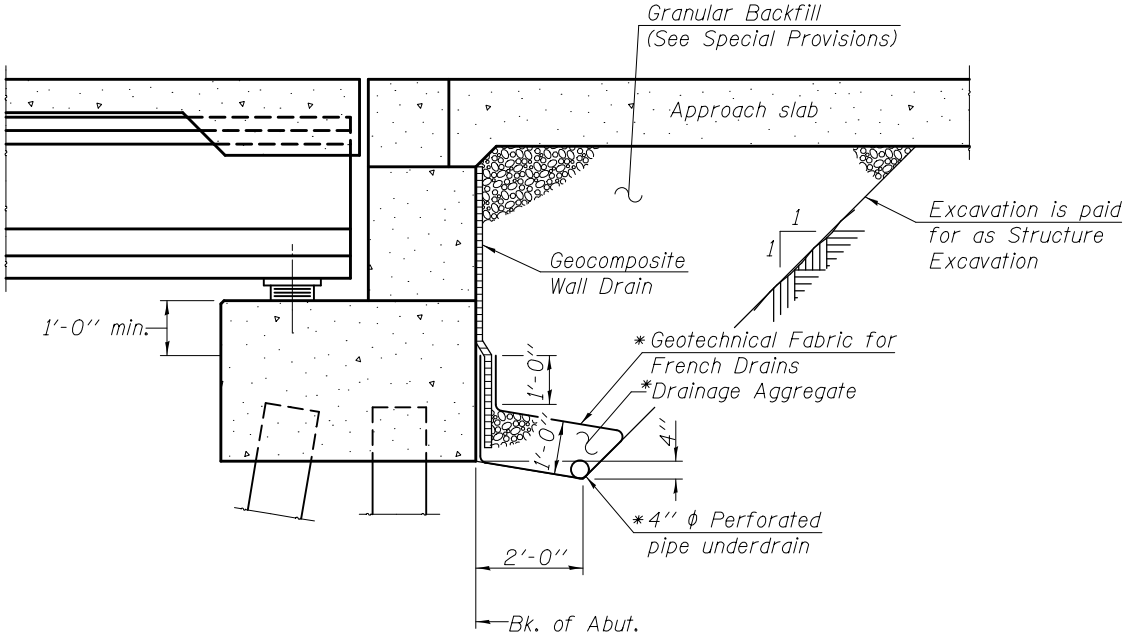 Granular Backfill
(See Special Provisions)
Approach slab
1
1
Excavation is paid
for as Structure
Excavation
Geocomposite
Wall Drain
1'-0" min.
* Geotechnical Fabric for
French Drains
* Drainage Aggregate
1'-0"
1'-0"
4"
* 4" ϕ Perforated
pipe underdrain
2'-0"
Bk. of Abut.